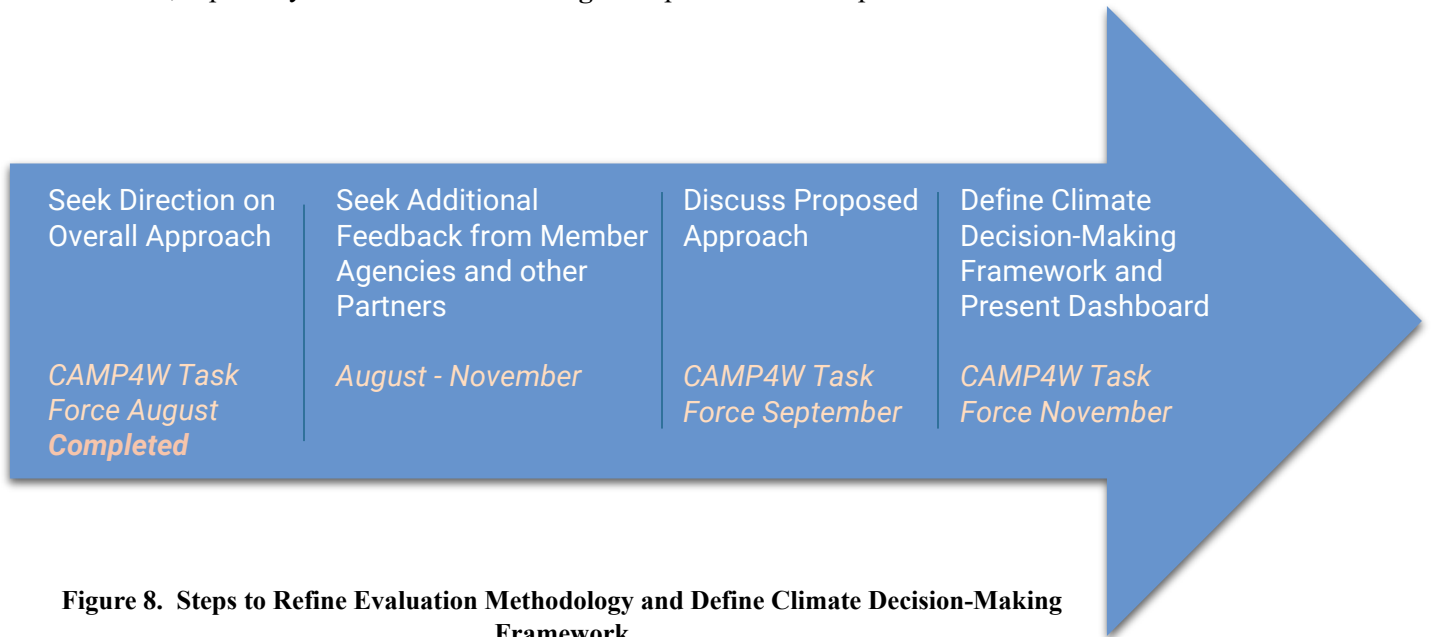 Seek Direction on
Overall Approach
CAMP4W Task
Force August
Completed
Seek Additional
Feedback from Member
Agencies and other
Partners
August - November
Discuss Proposed
Approach
CAMP4W Task
Force September
Define Climate
Decision-Making
Framework and
Present Dashboard
CAMP4W Task
Force November
Figure 8. Steps to Refine Evaluation Methodology and Define Climate Decision-Making
Framework